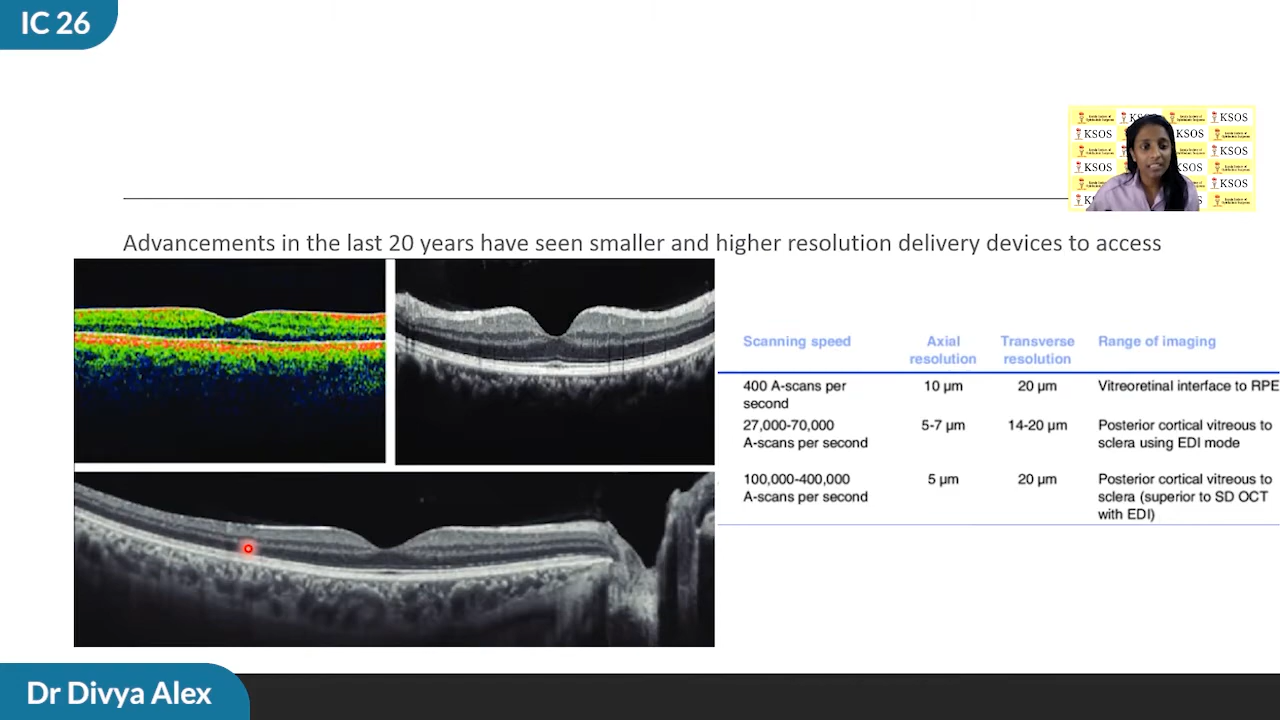 IC 26
KSOS
KSOS
KSOS
KSOS
KSOS
KSOS
KSOS
Advancements in the last 20 years have seen smaller and higher resolution delivery devices to access
Scanning speed Axial resolution Transverse resolution Range of imaging
400 A-scans per second 10 µm 20 µm Vitreoretinal interface to RPE
27,000-70,000 A-scans per second 5-7 µm 14-20 µm Posterior cortical vitreous to sclera using EDI mode
100,000-400,000 A-scans per second 5 µm 20 µm Posterior cortical vitreous to sclera (superior to SD OCT with EDI)
Dr Divya Alex